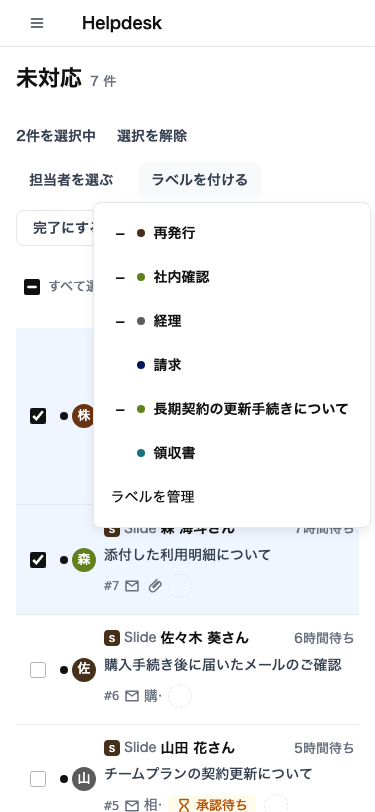 Helpdesk
未対応 7 件
2件を選択中 選択を解除
担当者を選ぶ ラベルを付ける
完了にする
すべて選
再発行
社内確認
経理
請求
長期契約の更新手続きについて
領収書
ラベルを管理
株
S Slide 森 海斗さん 7時間待ち
森 添付した利用明細について
#7
S Slide 佐々木 葵さん 6時間待ち
佐 購入手続き後に届いたメールのご確認
#6 購
S Slide 山田 花さん 5時間待ち
山 チームプランの契約更新について
#5 相 承認待ち